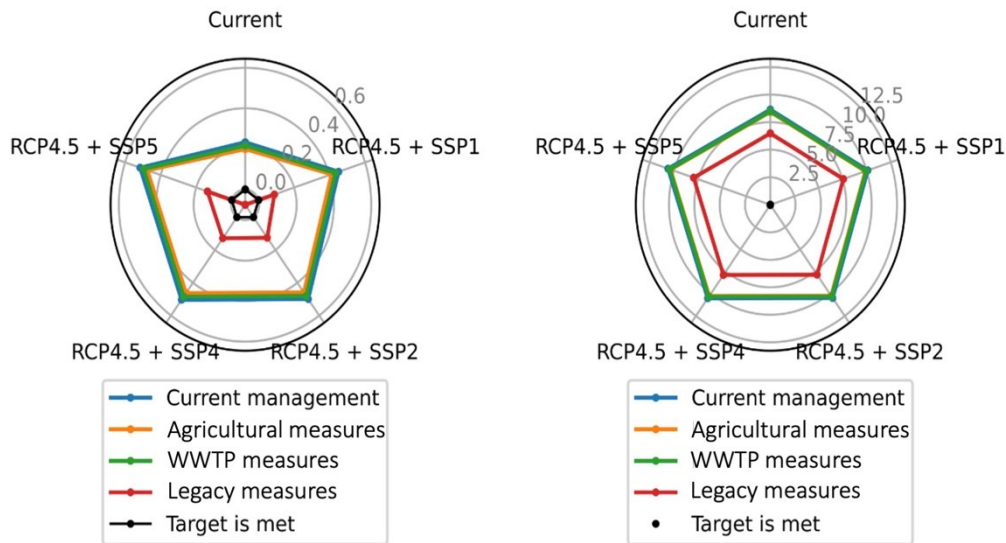 Current
0.6
0.4
0.2
0.0
RCP4.5 + SSP5
RCP4.5 + SSP1
RCP4.5 + SSP4
RCP4.5 + SSP2
Current management
Agricultural measures
WWTP measures
Legacy measures
Target is met
Current
12.5
10.0
7.5
5.0
2.5
RCP4.5 + SSP5
RCP4.5 + SSP1
RCP4.5 + SSP4
RCP4.5 + SSP2
Current management
Agricultural measures
WWTP measures
Legacy measures
Target is met